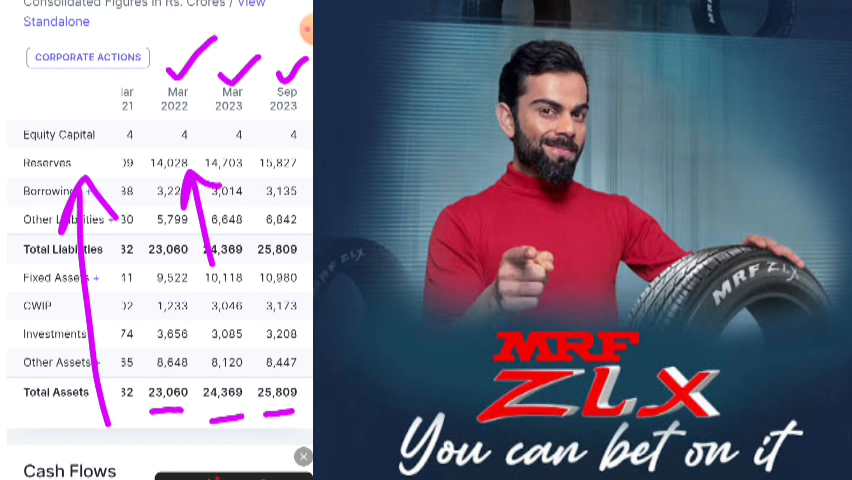 Consolidated Figures in Rs. Crores / View
Standalone
CORPORATE ACTIONS
Mar Mar Sep
21 2022 2023 2023
Equity Capital 4 4 4
Reserves 14,028 14,703 15,827
3,014 3,135
5,799 6,648 6,842
Total Liabilities 32 23,060 24,369 25,809
Fixed Assets + 9,522 10,118 10,980
CWIP 1,233 3,046 3,173
Investments 74 3,656 3,085 3,208
Other Assets 8,648 8,120 8,447
Total Assets 32 23,060 24,369 25,809
Cash Flows
MRF ZLX
MRF
ZLX
You can bet on it